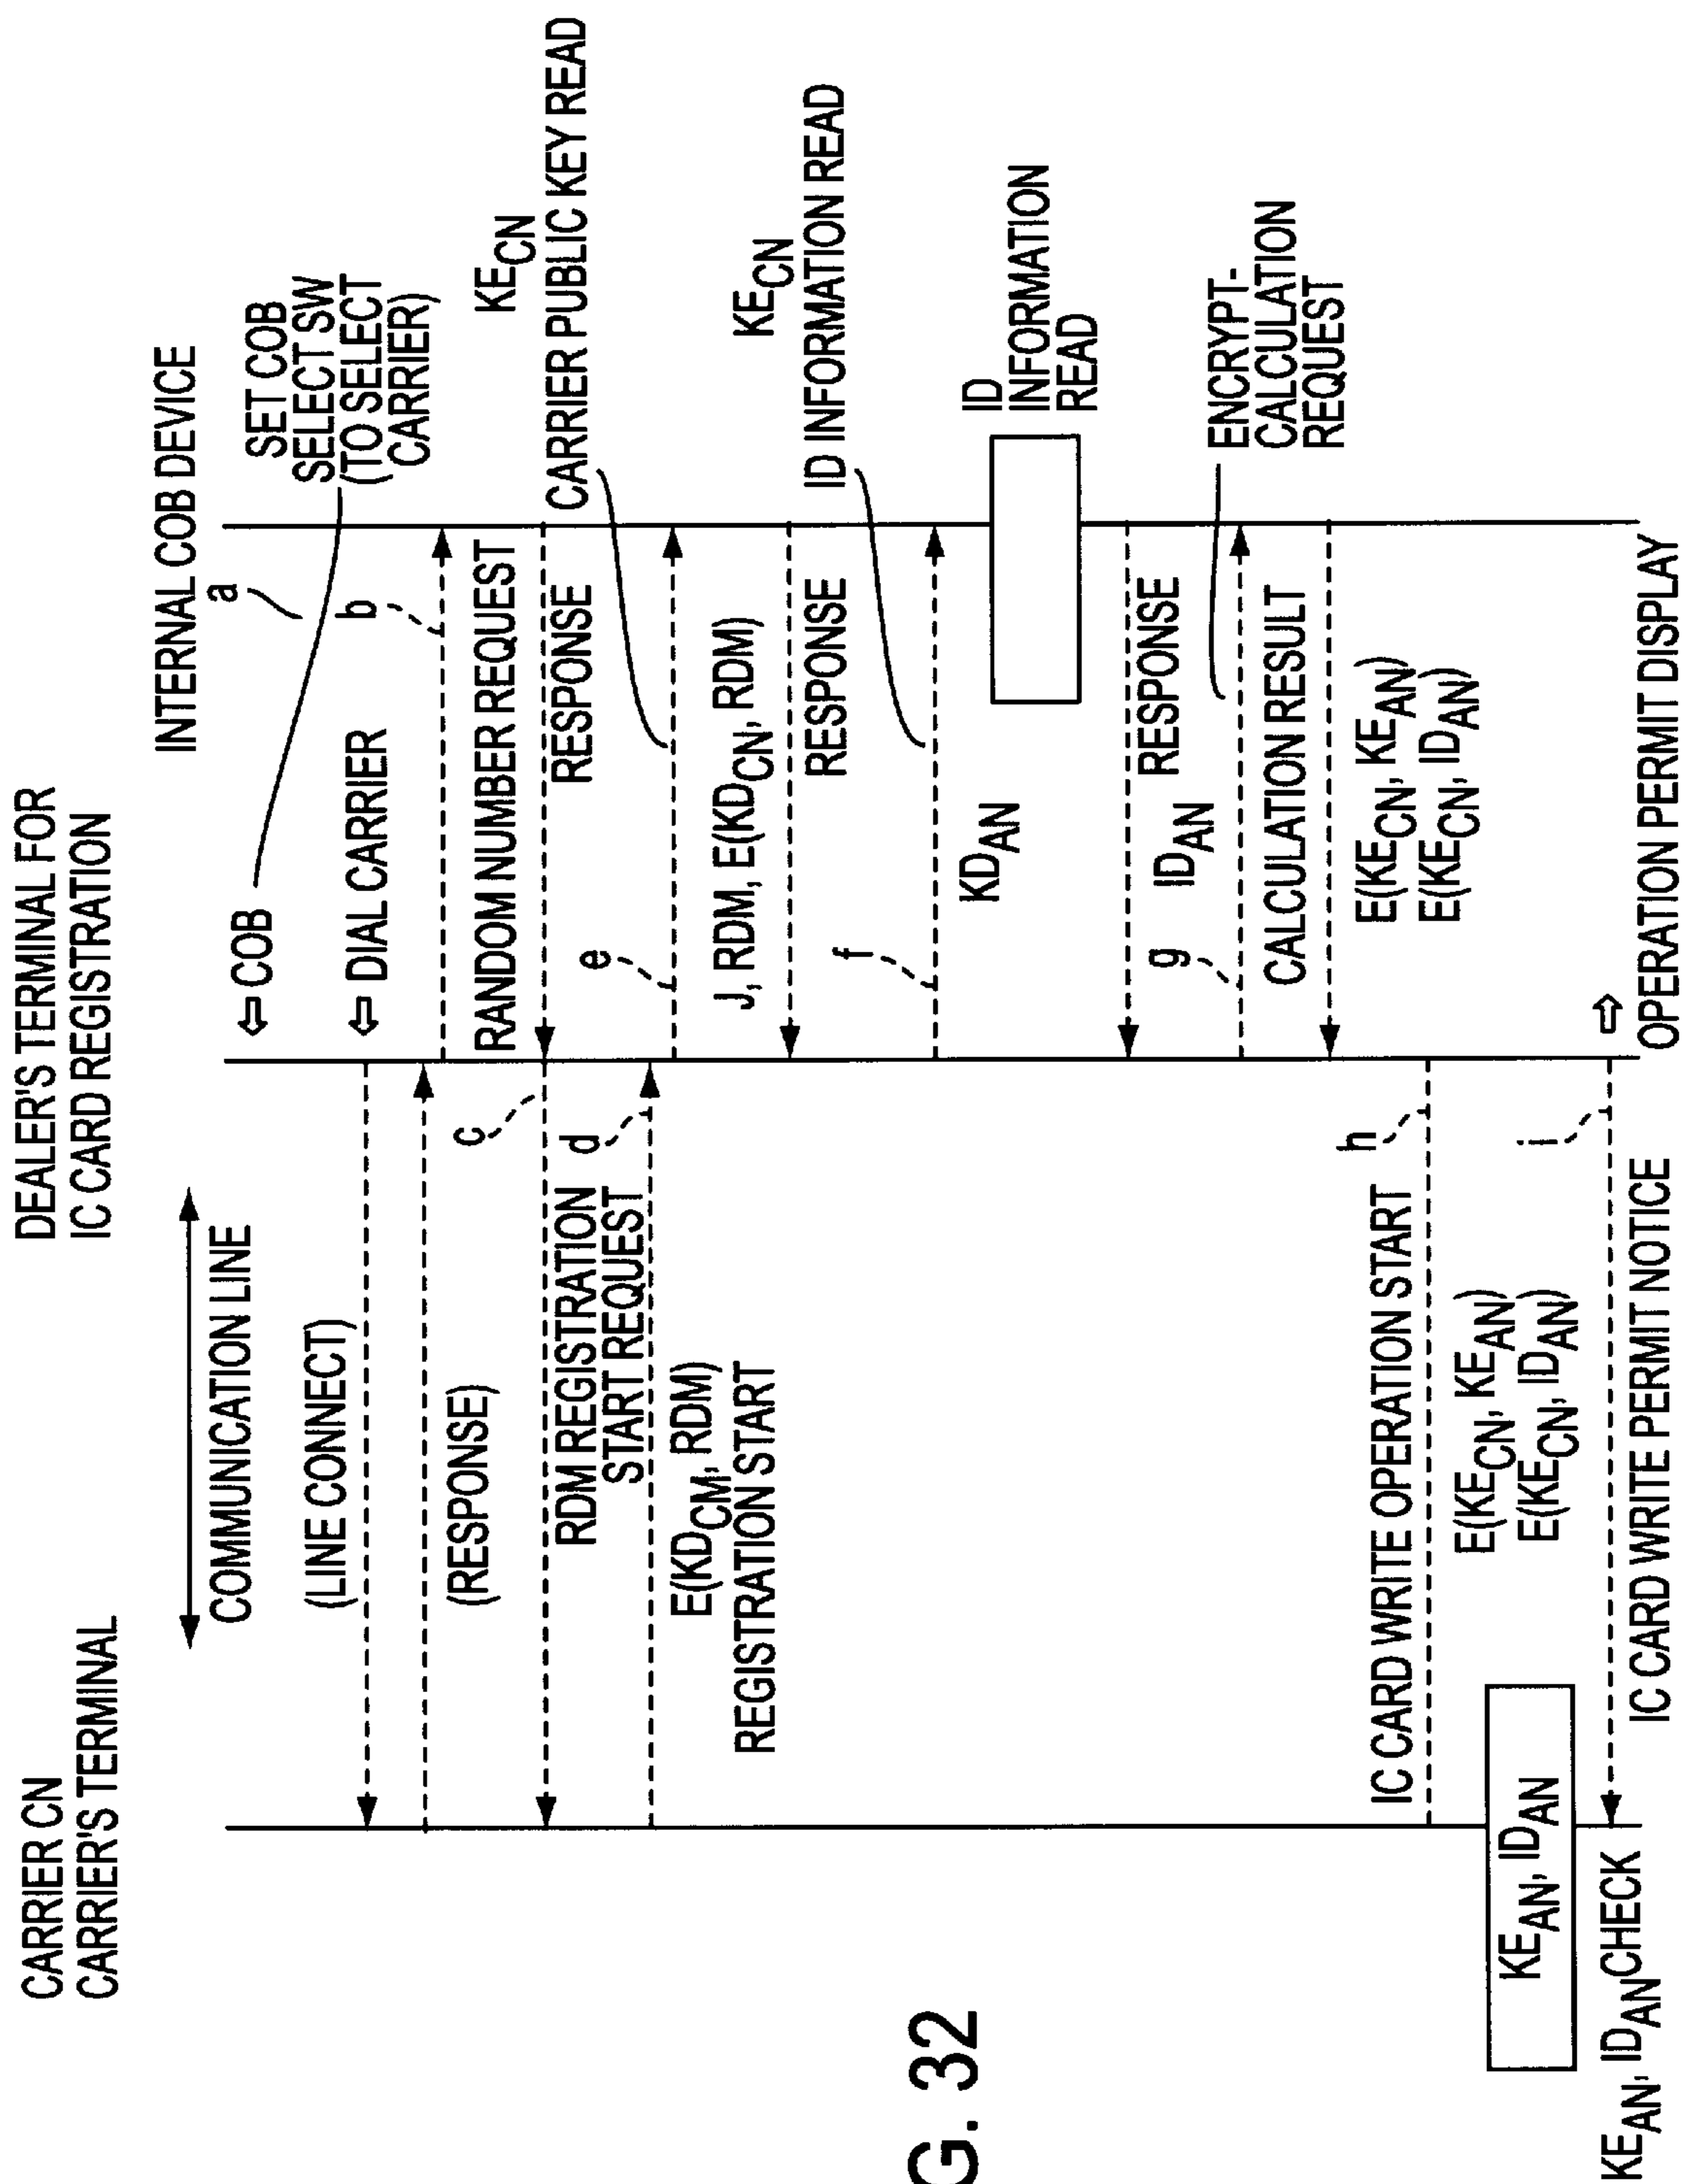 CARRIER CN
CARRIER'S TERMINAL
DEALER'S TERMINAL FOR
IC CARD REGISTRATION
INTERNAL COB DEVICE
COMMUNICATION LINE
a
SET COB
SELECT SW
(TO SELECT
CARRIER)
⇦ COB
⇦ DIAL CARRIER
(LINE CONNECT)
(RESPONSE)
b
RANDOM NUMBER REQUEST
KE_CN
CARRIER PUBLIC KEY READ
c
RDM REGISTRATION
START REQUEST
RESPONSE
d
E(KD_CM, RDM)
REGISTRATION START
e
J, RDM, E(KD_CN, RDM)
KE_CN
ID INFORMATION READ
RESPONSE
f
KD_AN
ID
INFORMATION
READ
RESPONSE
ID_AN
g
ENCRYPT-
CALCULATION
REQUEST
CALCULATION RESULT
E(KE_CN, KE_AN)
E(KE_CN, ID_AN)
IC CARD WRITE OPERATION START
h
E(KE_CN, KE_AN)
E(KE_CN, ID_AN)
KE_AN, ID_AN
i
KE_AN, ID_AN CHECK
IC CARD WRITE PERMIT NOTICE
⇨
OPERATION PERMIT DISPLAY
G. 32